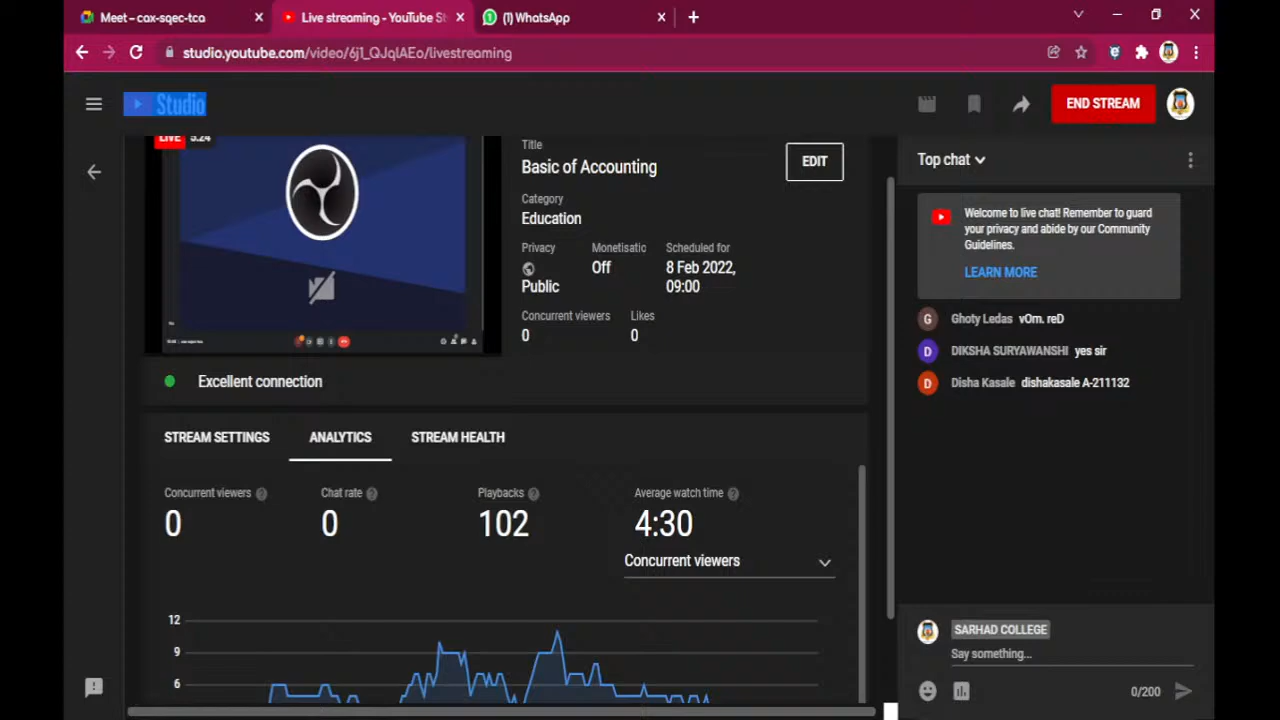 Meet – cax-sqec-tca
Live streaming - YouTube St
(1) WhatsApp
studio.youtube.com/video/6j1_QJqIAEo/livestreaming
Studio
END STREAM
LIVE 5:24
Title
Basic of Accounting
EDIT
Category
Education
Privacy
Public
Monetisatic
Off
Scheduled for
8 Feb 2022,
09:00
Concurrent viewers
0
Likes
0
Excellent connection
STREAM SETTINGS
ANALYTICS
STREAM HEALTH
Concurrent viewers
0
Chat rate
0
Playbacks
102
Average watch time
4:30
Concurrent viewers
12
9
6
Top chat
Welcome to live chat! Remember to guard
your privacy and abide by our Community
Guidelines.
LEARN MORE
G Ghoty Ledas vOm. reD
D DIKSHA SURYAWANSHI yes sir
D Disha Kasale dishakasale A-211132
SARHAD COLLEGE
Say something...
0/200